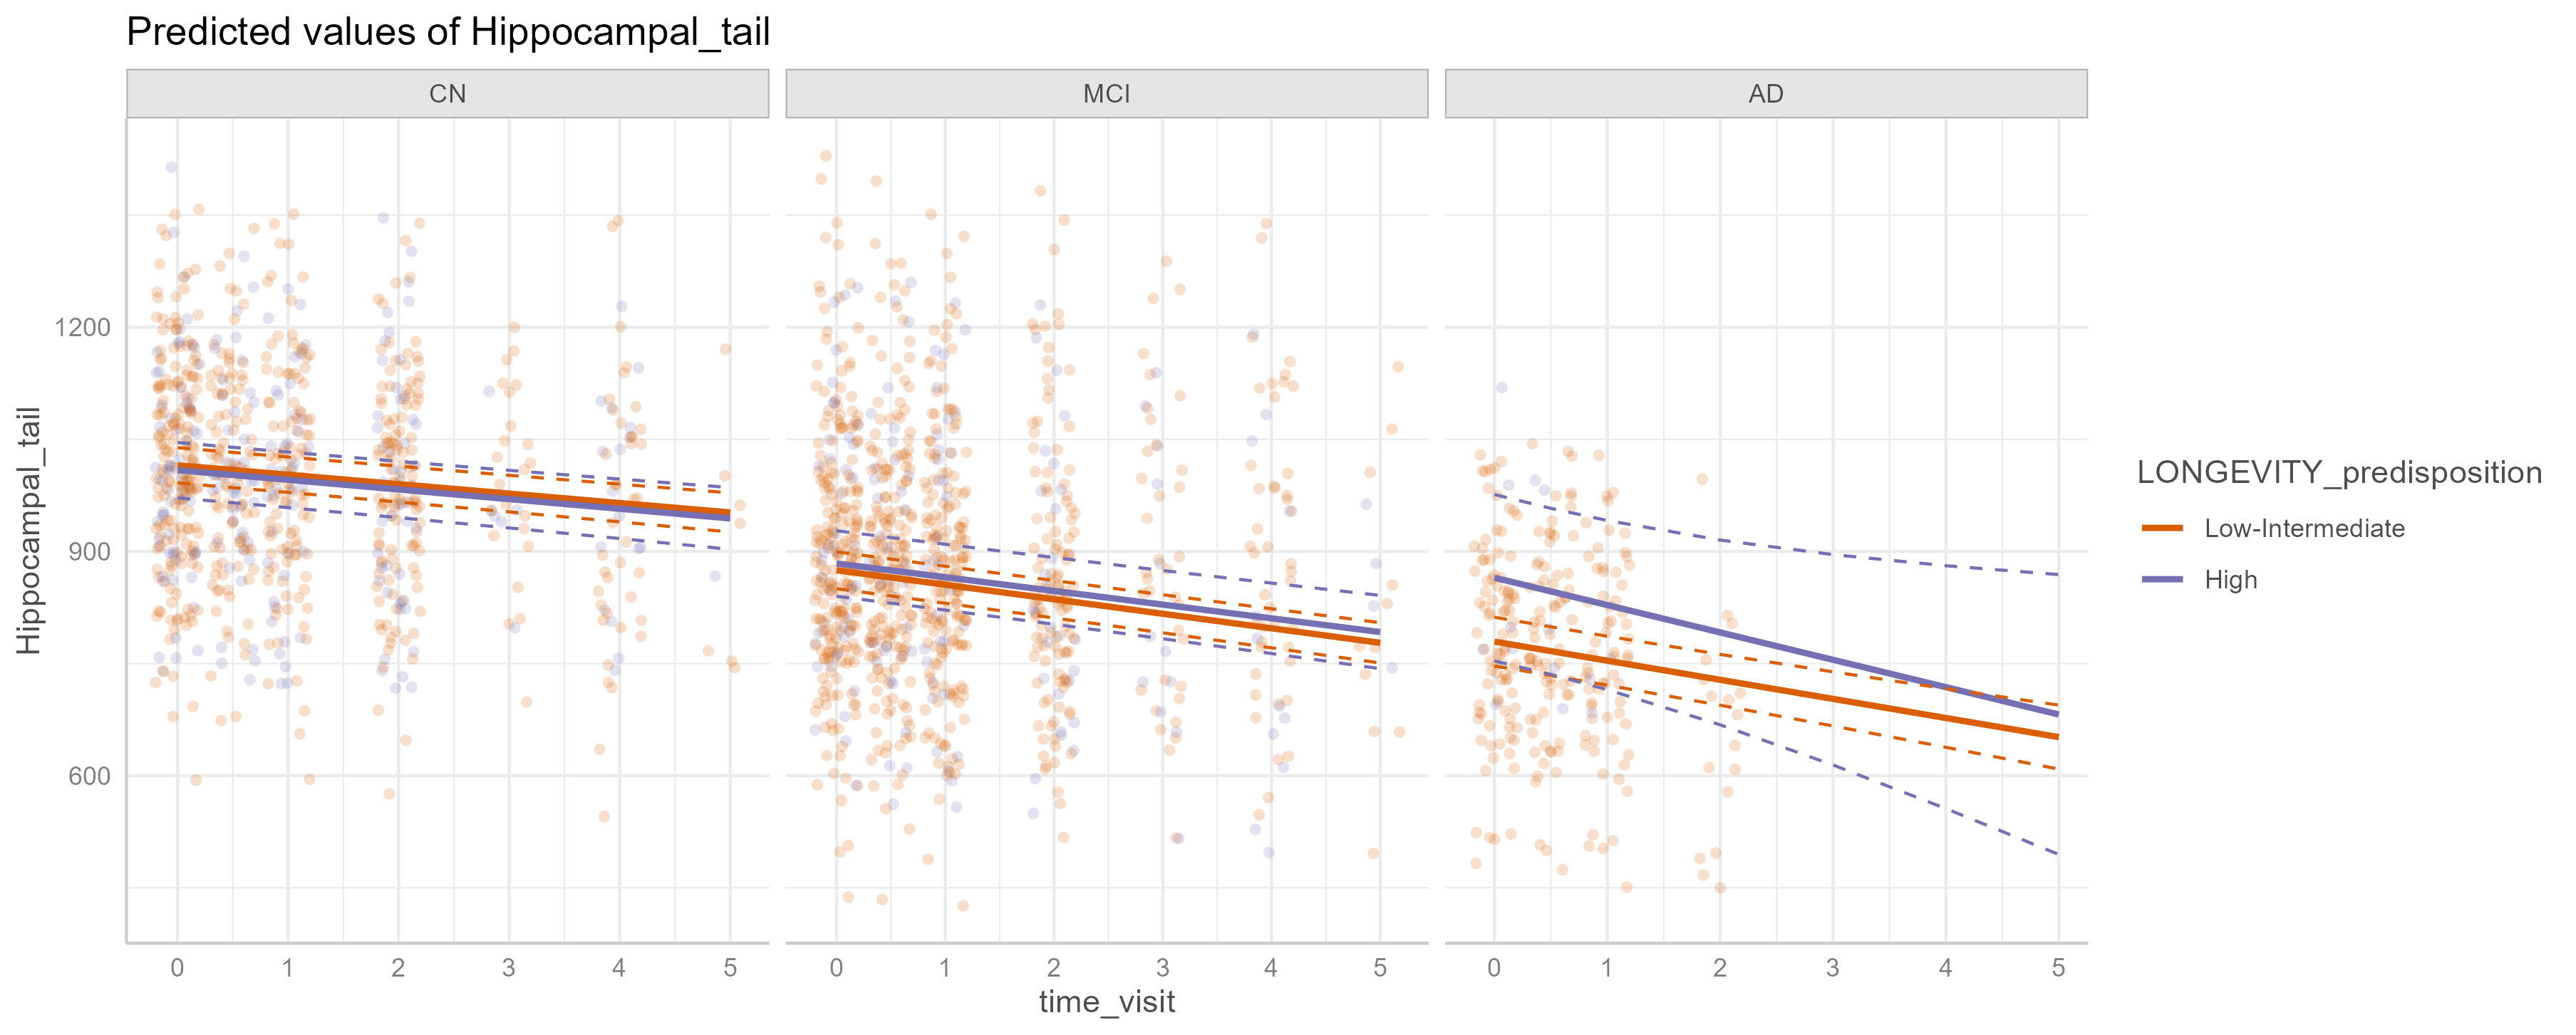 Predicted values of Hippocampal_tail
CN
MCI
AD
Hippocampal_tail
1200
900
600
0 1 2 3 4 5
0 1 2 3 4 5
0 1 2 3 4 5
time_visit
LONGEVITY_predisposition
Low-Intermediate
High